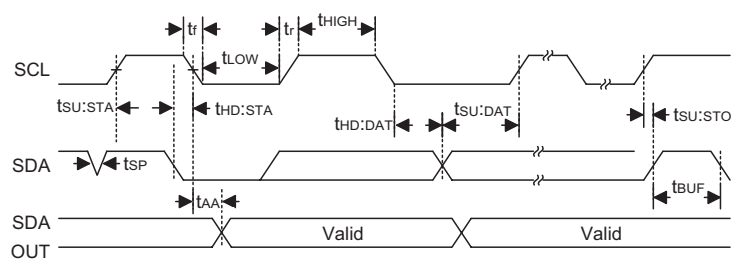 tf
tr
tHIGH
tLOW
SCL
tSU:STA
tHD:STA
tHD:DAT
tSU:DAT
tSU:STO
SDA
tSP
tAA
tBUF
SDA
OUT
Valid
Valid